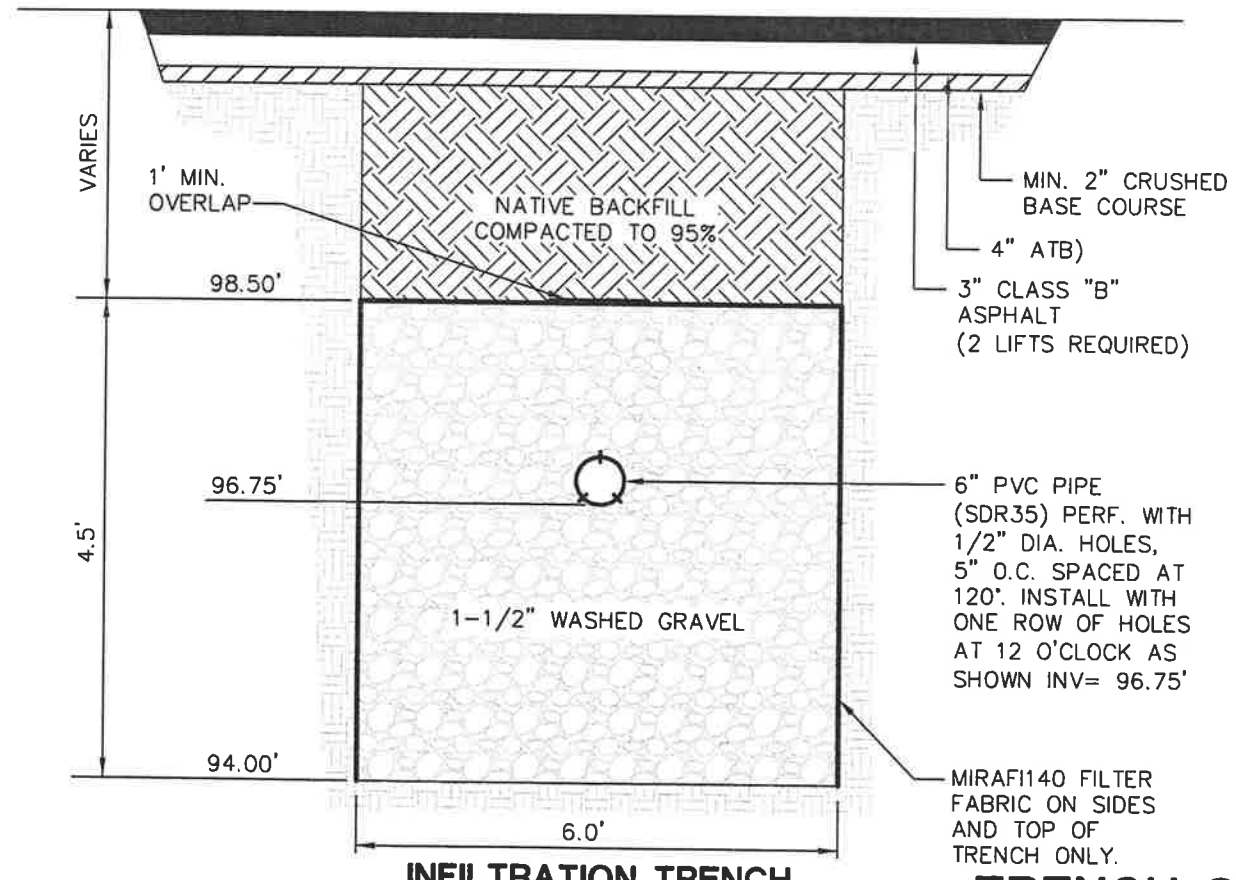 VARIES
1' MIN.
OVERLAP
NATIVE BACKFILL
COMPACTED TO 95%
98.50'
MIN. 2" CRUSHED
BASE COURSE
4" ATB)
3" CLASS "B"
ASPHALT
(2 LIFTS REQUIRED)
96.75'
4.5'
6" PVC PIPE
(SDR35) PERF. WITH
1/2" DIA. HOLES,
5" O.C. SPACED AT
120°. INSTALL WITH
ONE ROW OF HOLES
AT 12 O'CLOCK AS
SHOWN INV= 96.75'
1-1/2" WASHED GRAVEL
94.00'
MIRAFI140 FILTER
FABRIC ON SIDES
AND TOP OF
TRENCH ONLY.
6.0'
INFILTRATION TRENCH